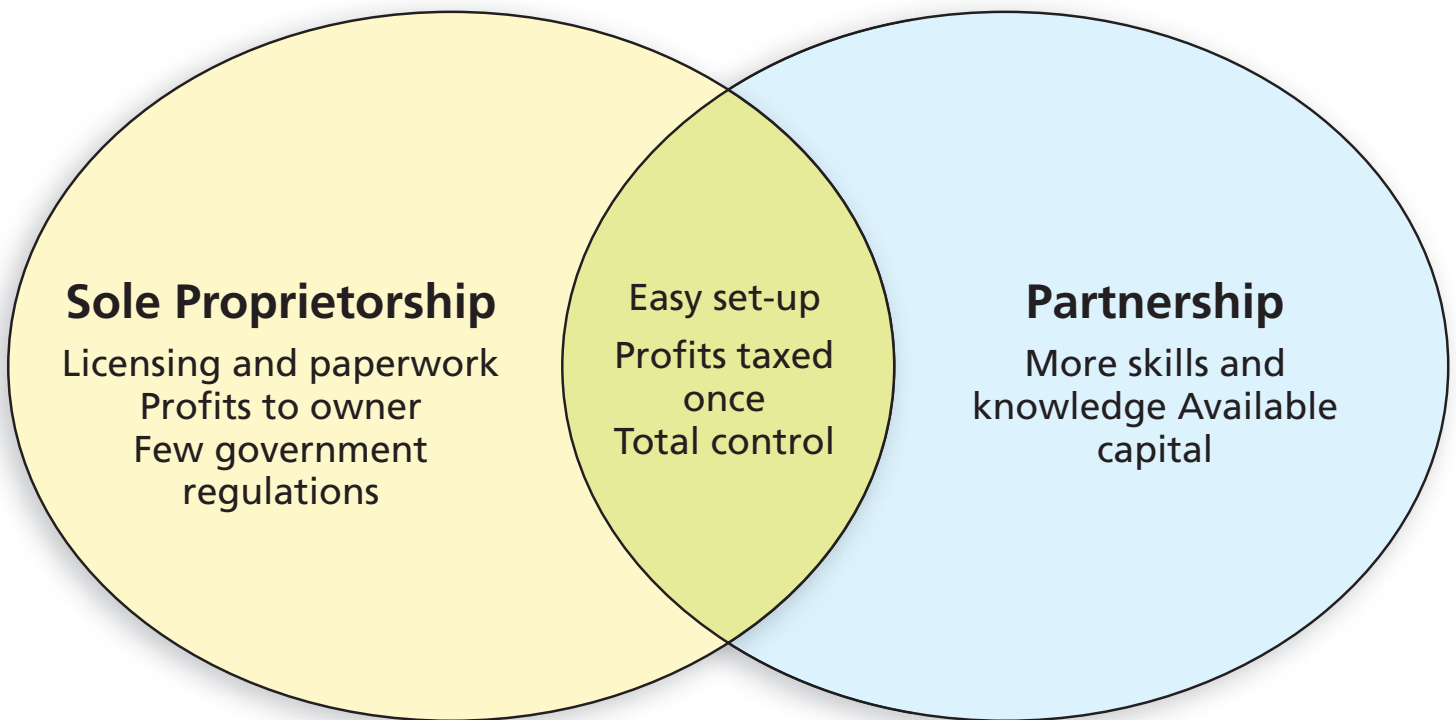 Sole Proprietorship
Licensing and paperwork
Profits to owner
Few government
regulations
Easy set-up
Profits taxed
once
Total control
Partnership
More skills and
knowledge Available
capital